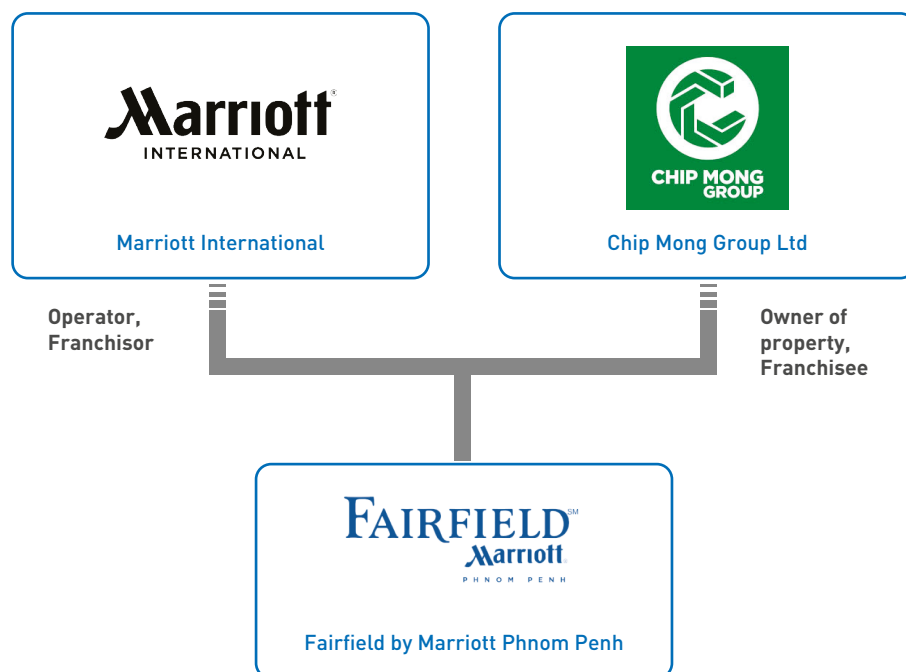 Marriott®
INTERNATIONAL
Marriott International
CHIP MONG
GROUP
Chip Mong Group Ltd
Operator,
Franchisor
Owner of
property,
Franchisee
FAIRFIELD℠
Marriott
PHNOM PENH
Fairfield by Marriott Phnom Penh